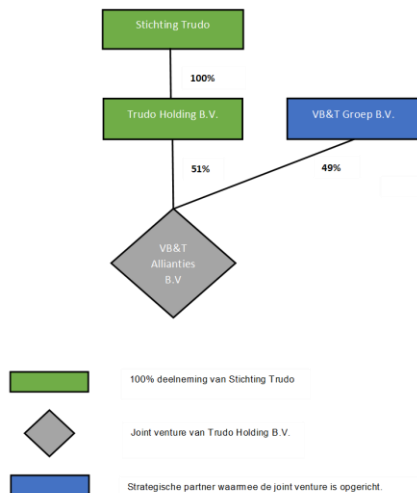 Stichting Trudo
100%
Trudo Holding B.V.
VB&T Groep B.V.
51%
49%
VB&T
Allianties
B.V
100% deelneming van Stichting Trudo
Joint venture van Trudo Holding B.V.
Strategische partner waarmee de joint venture is opgericht.